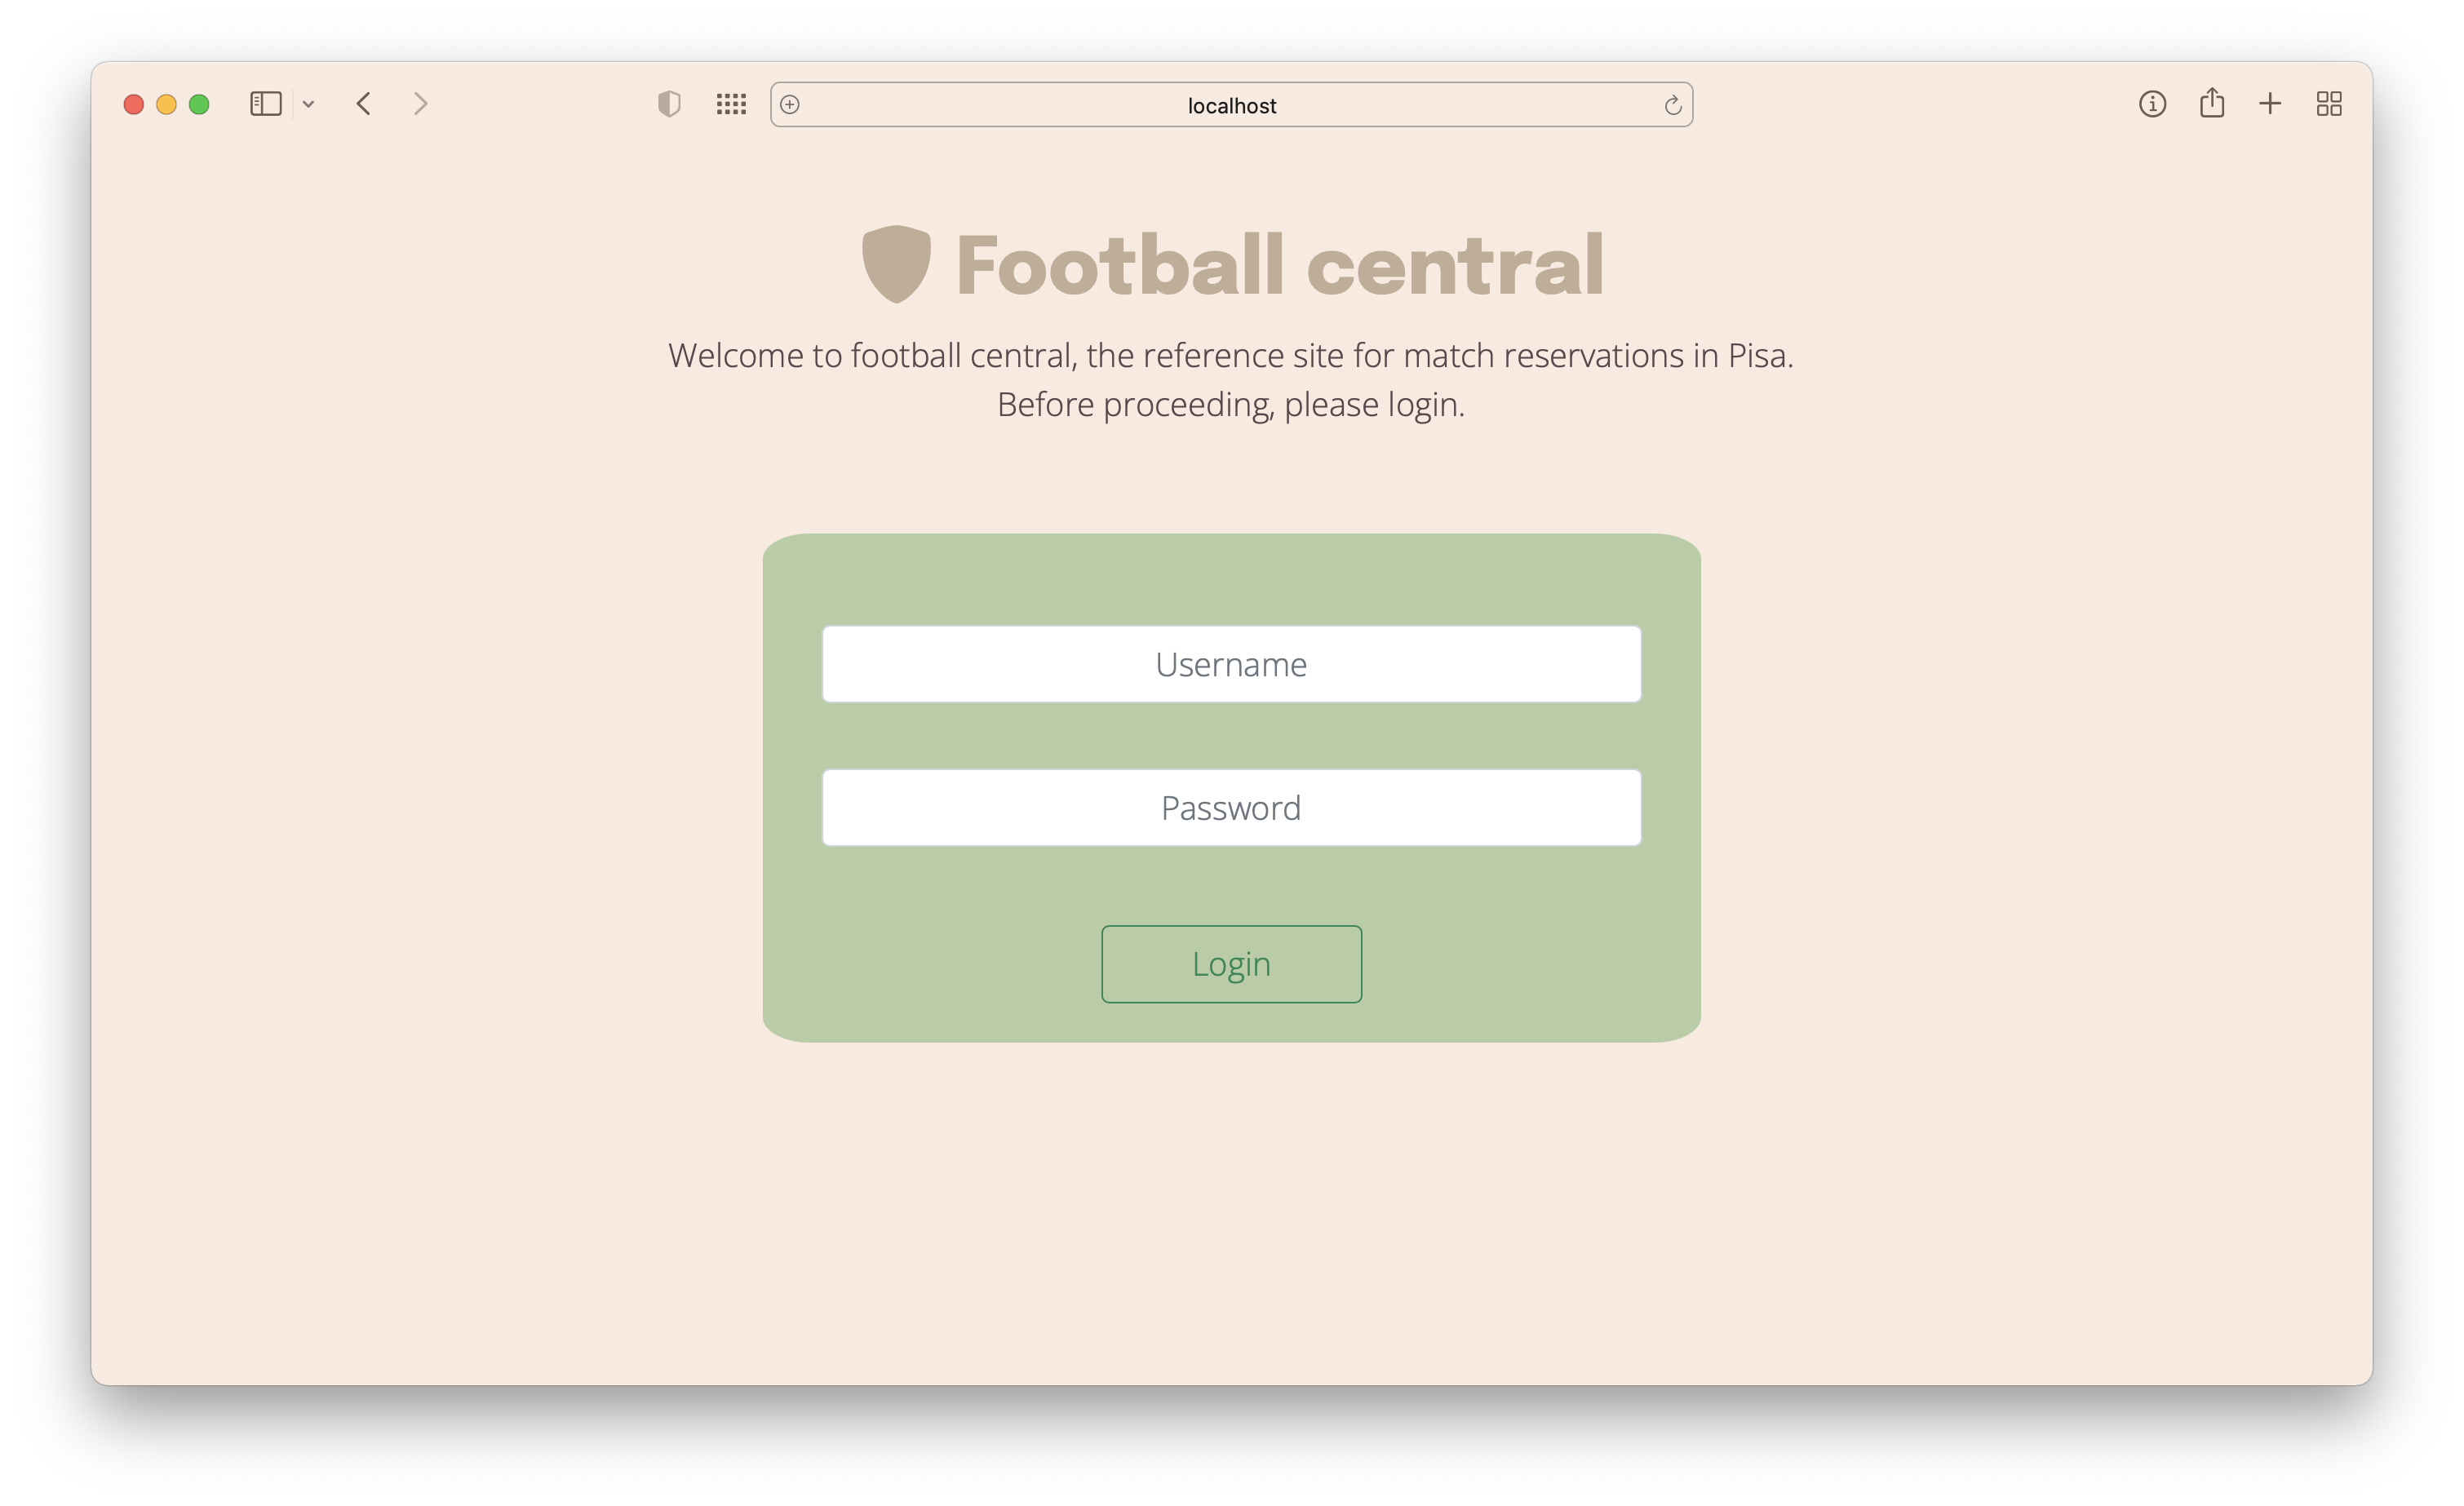 localhost
Football central
Welcome to football central, the reference site for match reservations in Pisa.
Before proceeding, please login.
Username
Password
Login